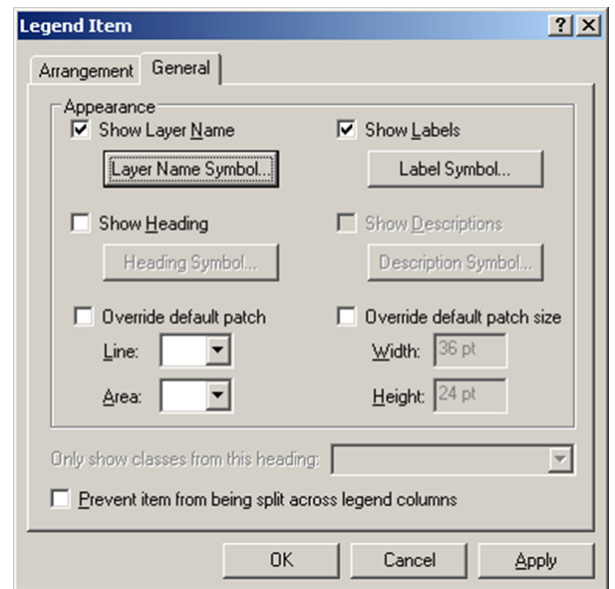 Legend Item
Arrangement General
Appearance
Show Layer Name Show Labels
Layer Name Symbol... Label Symbol...
Show Heading Show Descriptions
Heading Symbol... Description Symbol...
Override default patch Override default patch size
Line: Width: 36 pt
Area: Height: 24 pt
Only show classes from this heading:
Prevent item from being split across legend columns
OK Cancel Apply